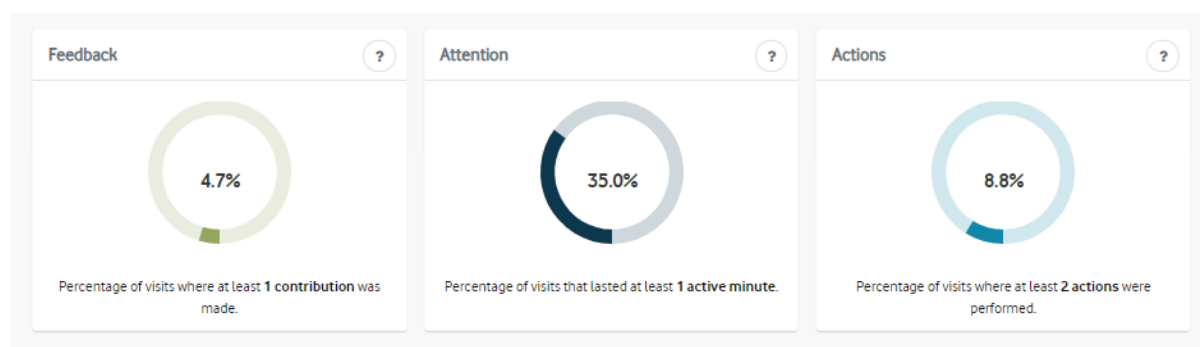 Feedback
?
4.7%
Percentage of visits where at least 1 contribution was
made.
Attention
?
35.0%
Percentage of visits that lasted at least 1 active minute.
Actions
?
8.8%
Percentage of visits where at least 2 actions were
performed.